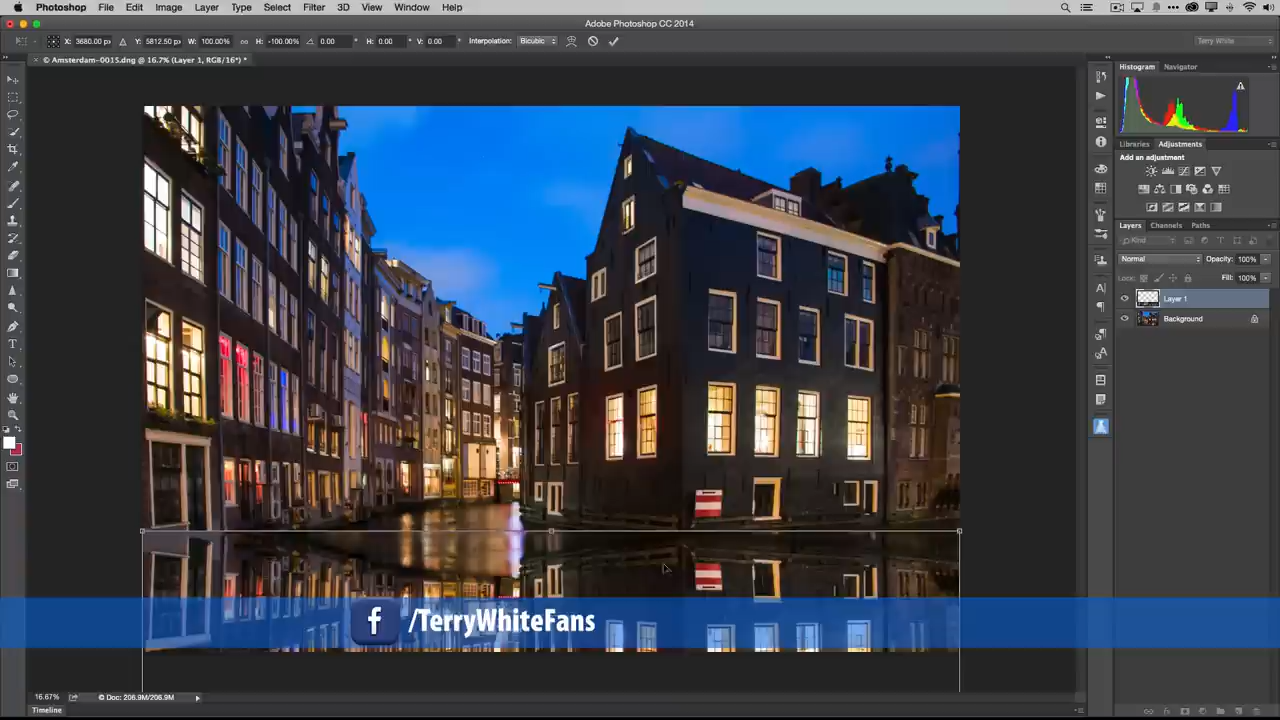 Photoshop File Edit Image Layer Type Select Filter 3D View Window Help
Adobe Photoshop CC 2014
X: 3680.00 px Y: 5812.50 px W: 100.00% H: -100.00% 0.00 H: 0.00 V: 0.00 Interpolation: Bicubic Terry White
× © Amsterdam-0015.dng @ 16.7% (Layer 1, RGB/16*) *
Histogram Navigator
Libraries Adjustments
Add an adjustment
Layers Channels Paths
Kind
Normal Opacity: 100%
Lock: Fill: 100%
Layer 1
Background
f /TerryWhiteFans
16.67% © Doc: 206.9M/206.9M
Timeline